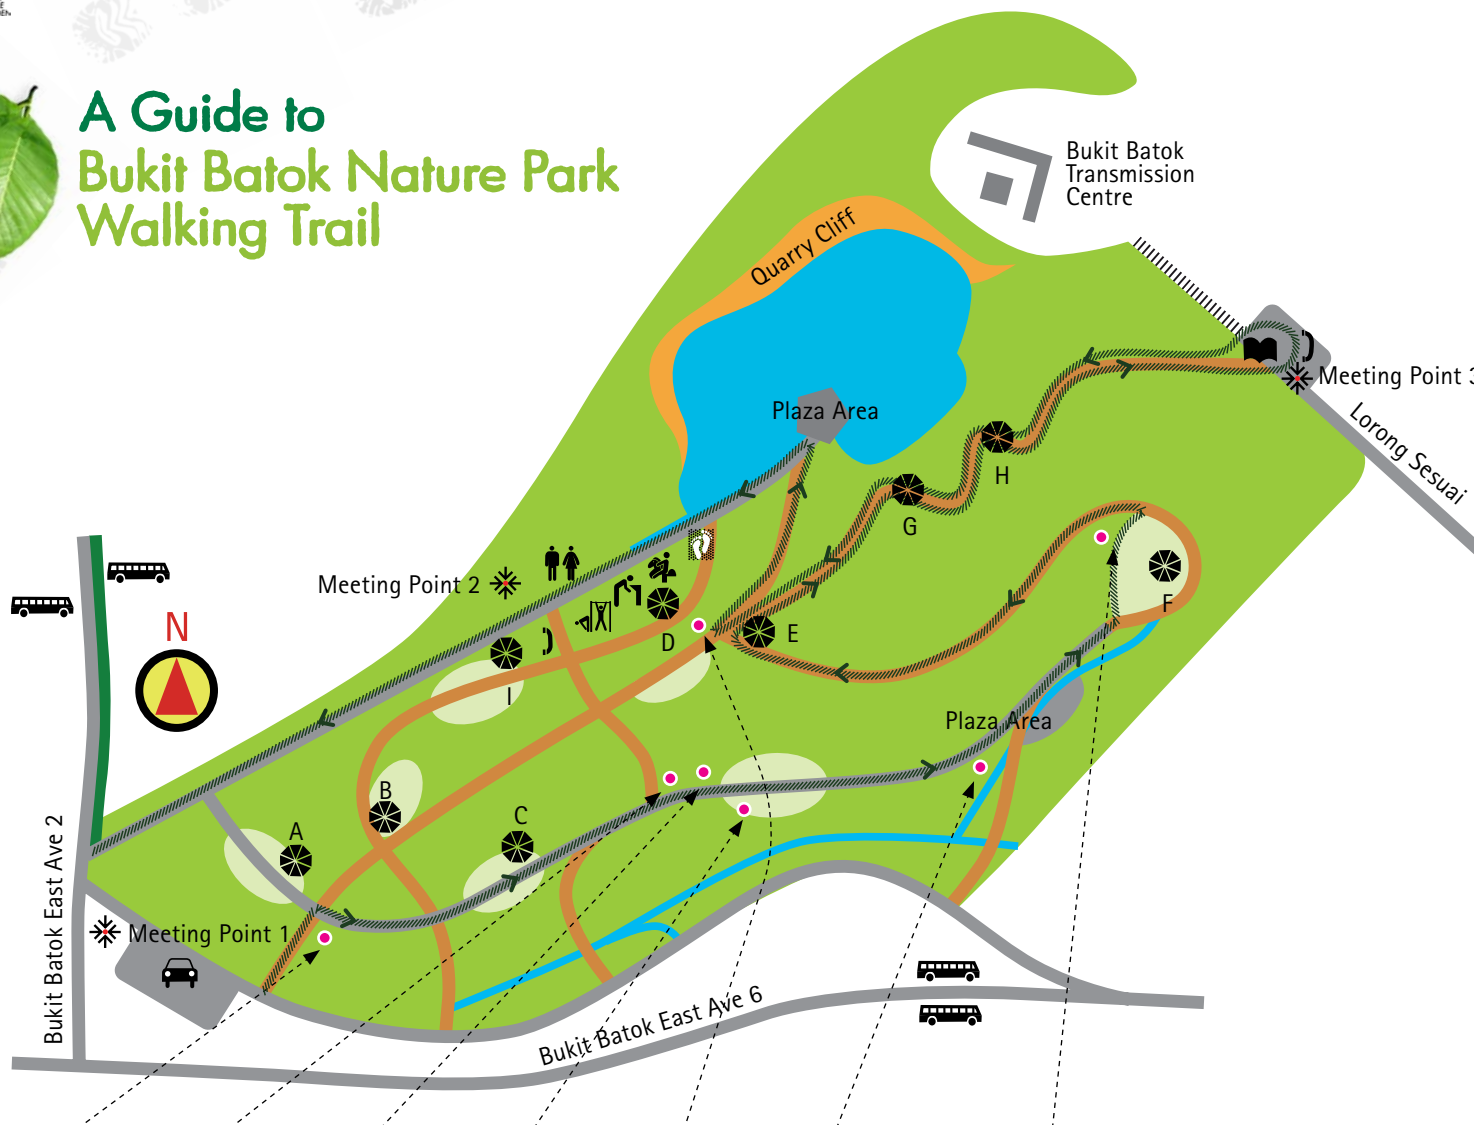 A Guide to
Bukit Batok Nature Park
Walking Trail
Bukit Batok
Transmission
Centre
Quarry Cliff
Plaza Area
Meeting Point 3
Lorong Sesuai
H
G
Meeting Point 2
F
E
D
I
N
Plaza Area
B
C
A
Bukit Batok East Ave 2
Meeting Point 1
Bukit Batok East Ave 6